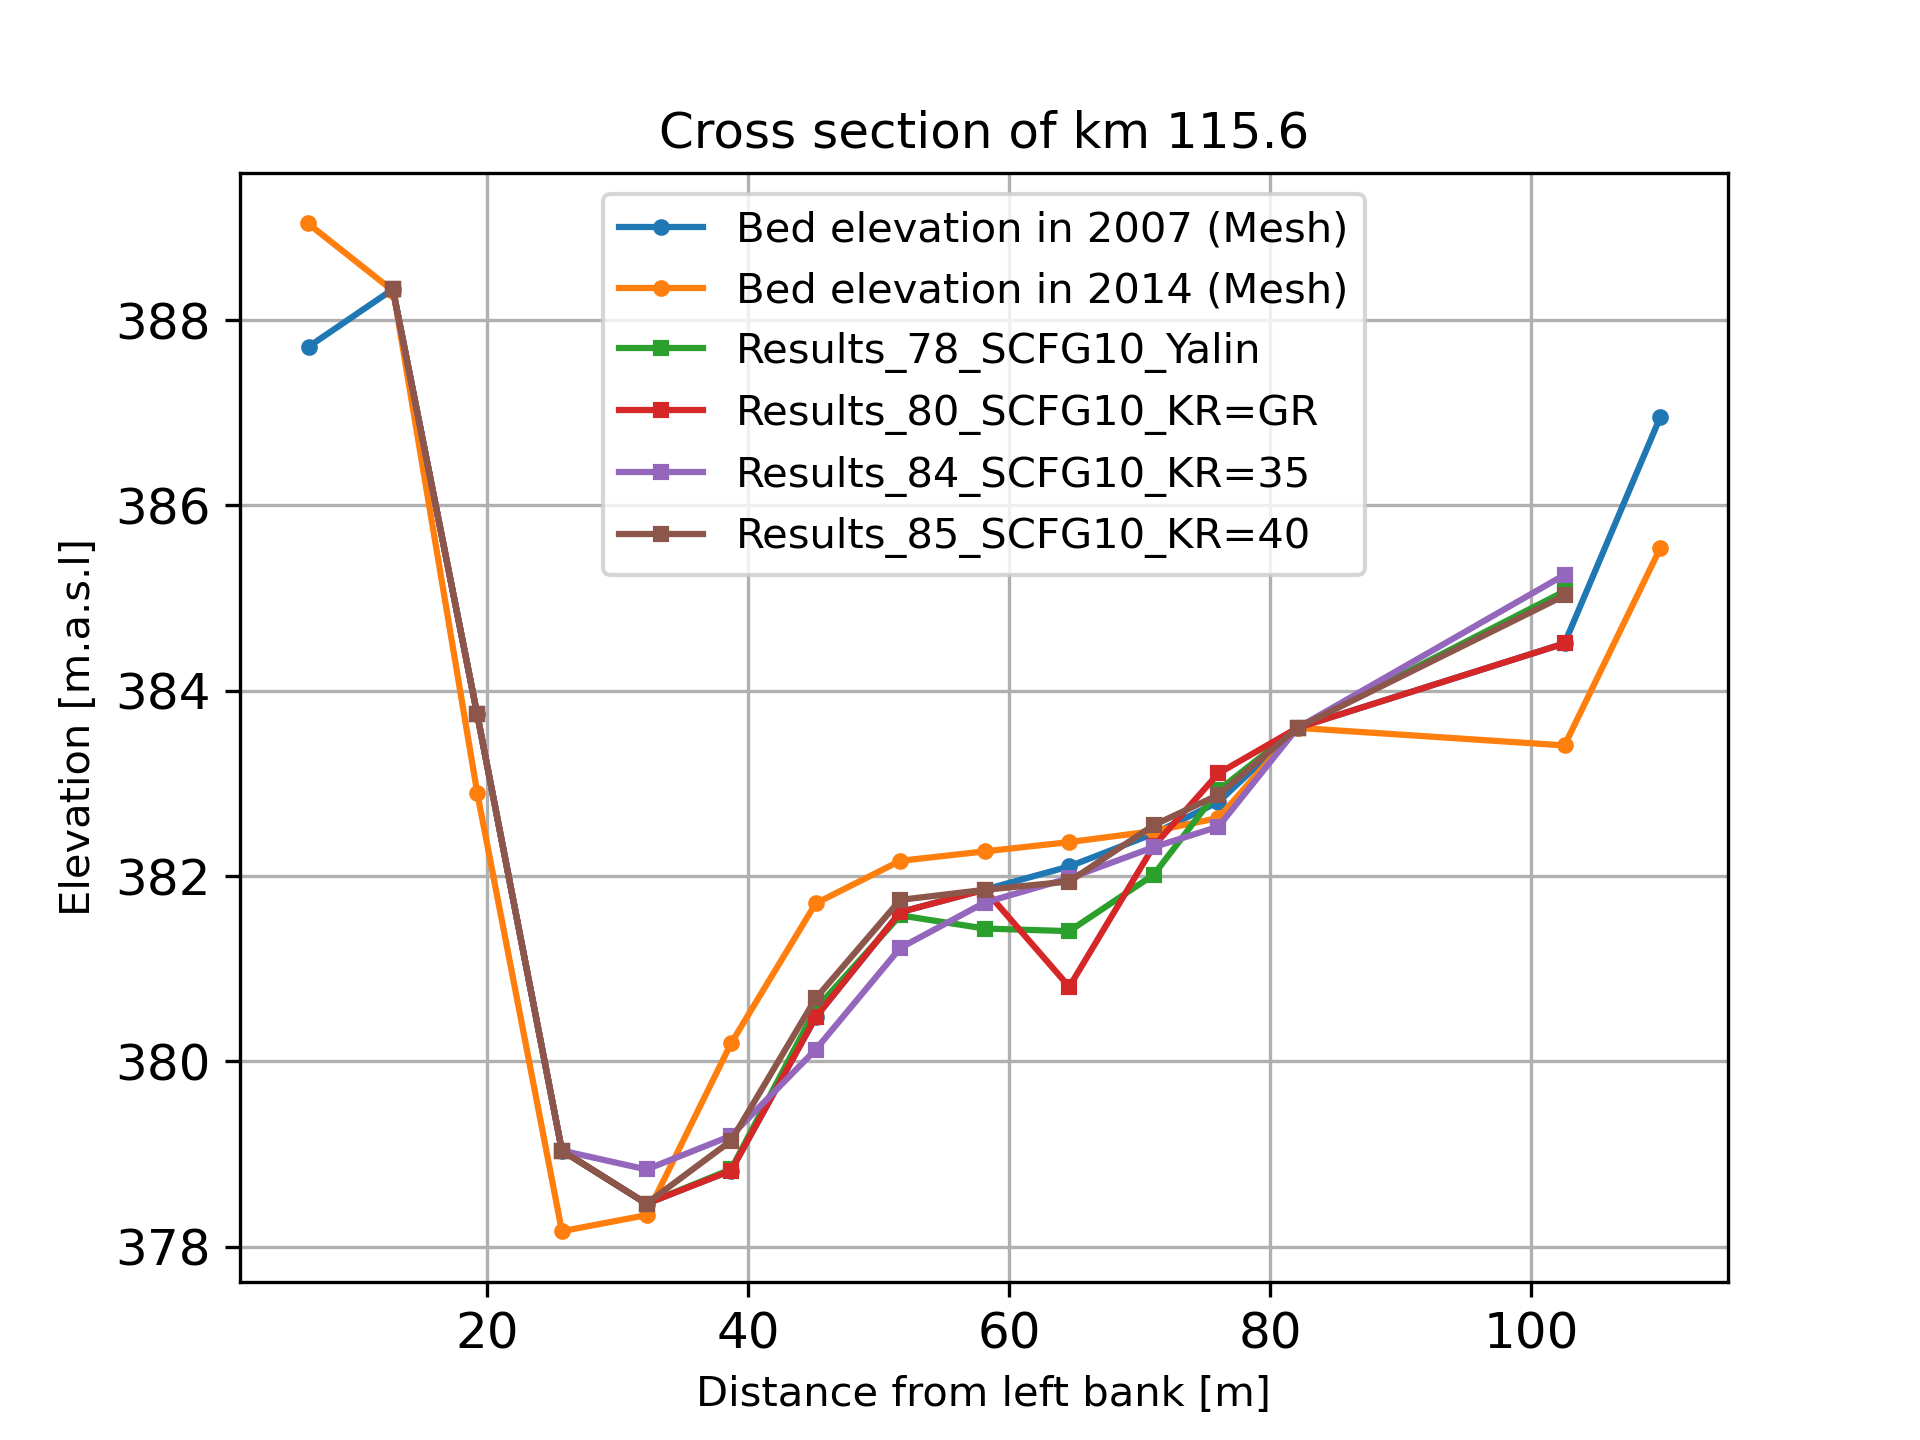 Cross section of km 115.6
Bed elevation in 2007 (Mesh)
Bed elevation in 2014 (Mesh)
Results_78_SCFG10_Yalin
Results_80_SCFG10_KR=GR
Results_84_SCFG10_KR=35
Results_85_SCFG10_KR=40
Elevation [m.a.s.l]
388
386
384
382
380
378
20 40 60 80 100
Distance from left bank [m]